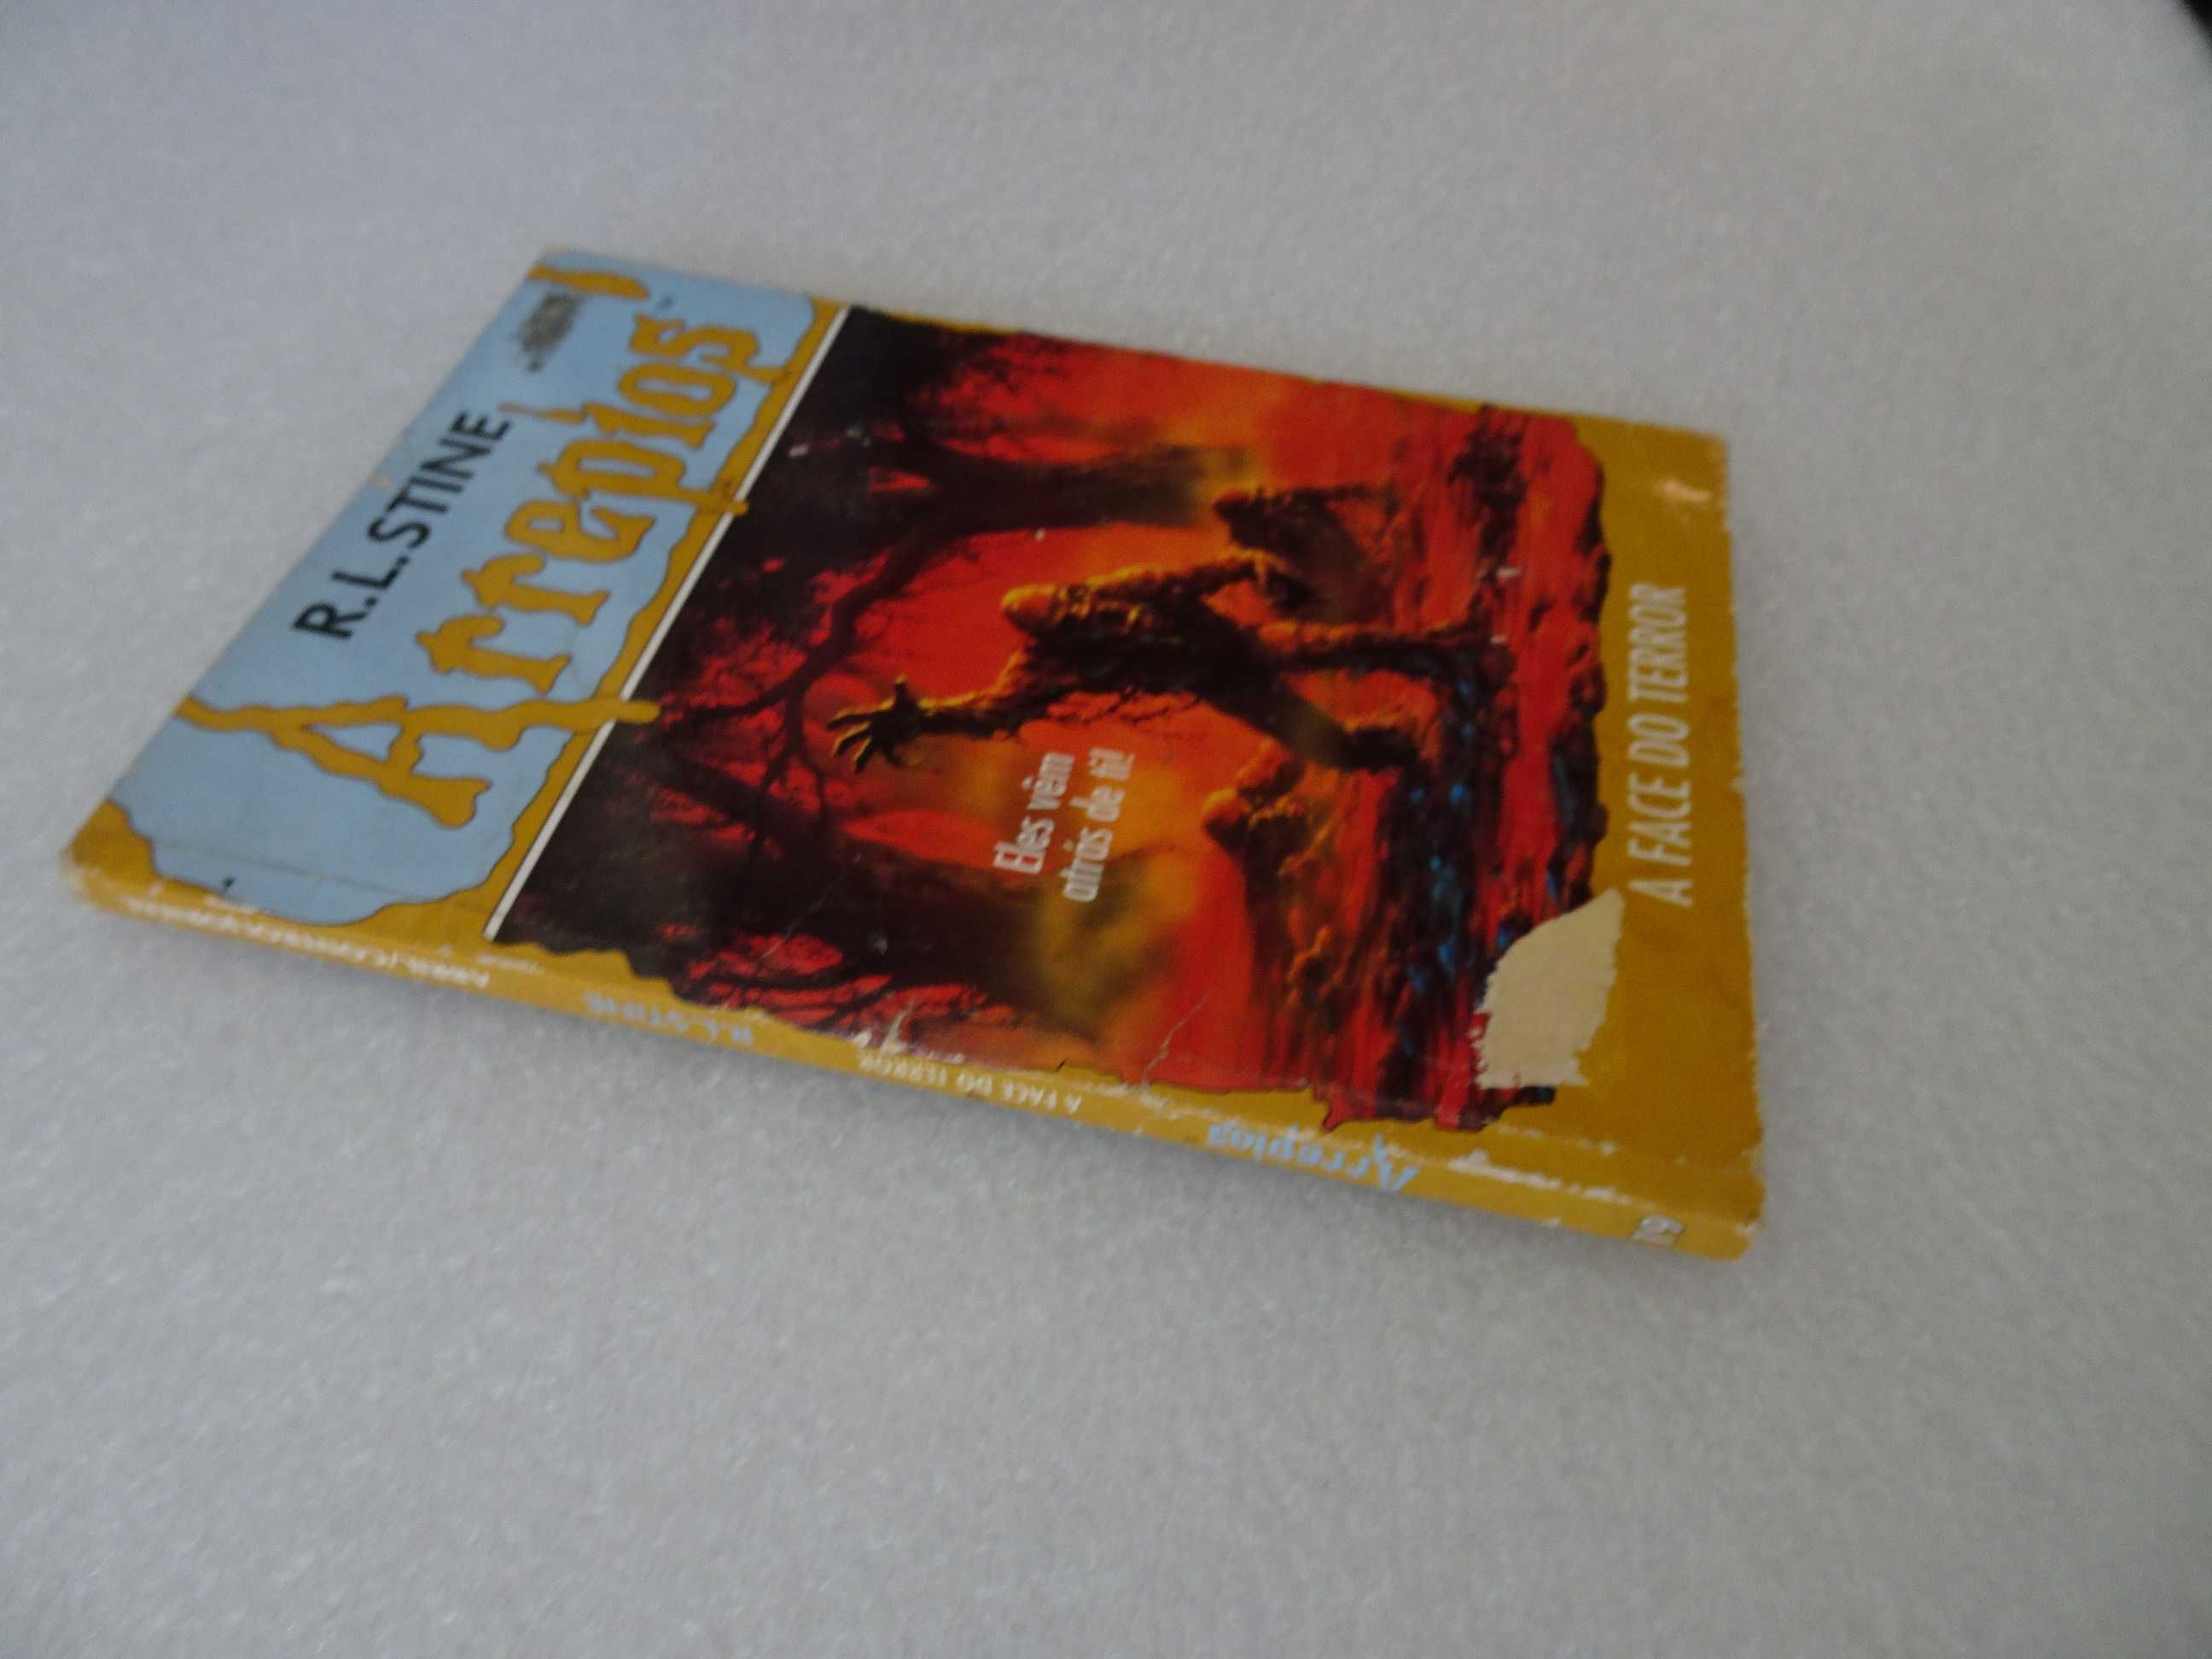 R.L.STINE
Arrepios
Eles vêm
atrás de ti!
A FACE DO TERROR
R.L.STINE
A FACE DO TERROR
Arrepios